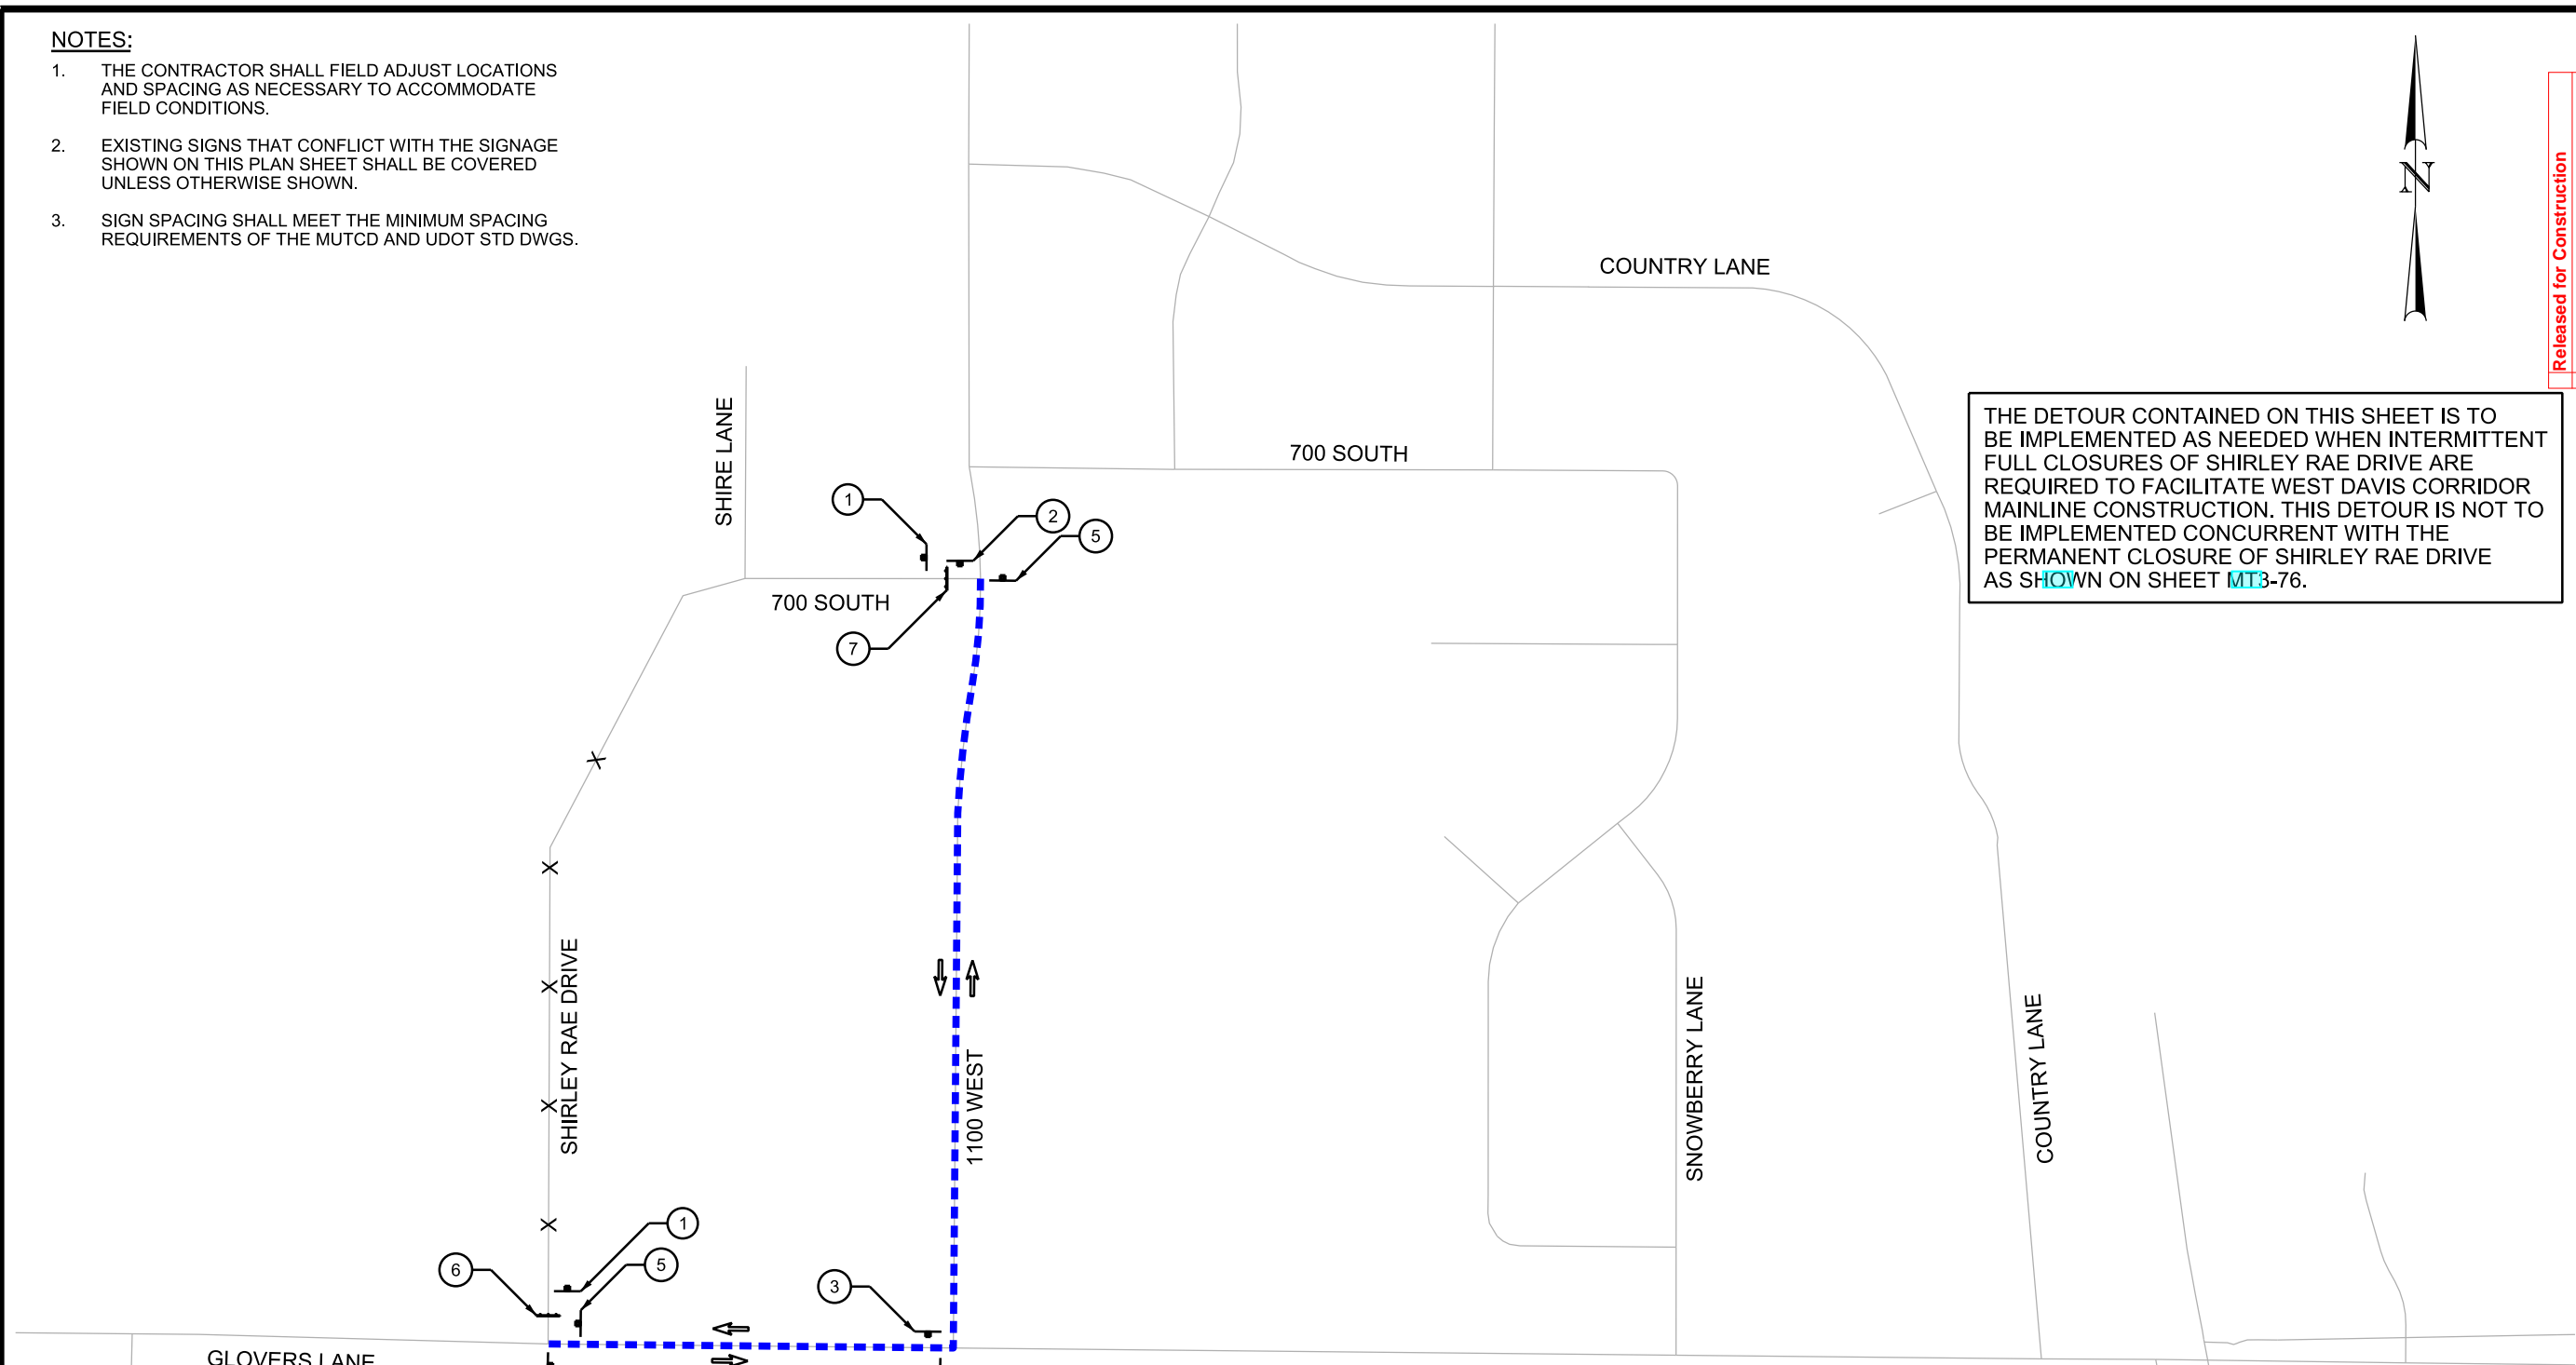 NOTES:
1. THE CONTRACTOR SHALL FIELD ADJUST LOCATIONS
AND SPACING AS NECESSARY TO ACCOMMODATE
FIELD CONDITIONS.
2. EXISTING SIGNS THAT CONFLICT WITH THE SIGNAGE
SHOWN ON THIS PLAN SHEET SHALL BE COVERED
UNLESS OTHERWISE SHOWN.
3. SIGN SPACING SHALL MEET THE MINIMUM SPACING
REQUIREMENTS OF THE MUTCD AND UDOT STD DWGS.
N
Released for Construction
COUNTRY LANE
THE DETOUR CONTAINED ON THIS SHEET IS TO
BE IMPLEMENTED AS NEEDED WHEN INTERMITTENT
FULL CLOSURES OF SHIRLEY RAE DRIVE ARE
REQUIRED TO FACILITATE WEST DAVIS CORRIDOR
MAINLINE CONSTRUCTION. THIS DETOUR IS NOT TO
BE IMPLEMENTED CONCURRENT WITH THE
PERMANENT CLOSURE OF SHIRLEY RAE DRIVE
AS SHOWN ON SHEET MT3-76.
SHIRE LANE
700 SOUTH
1
2
5
700 SOUTH
7
X
X
X
X
X
SHIRLEY RAE DRIVE
1100 WEST
SNOWBERRY LANE
COUNTRY LANE
1
5
6
3
GLOVERS LANE